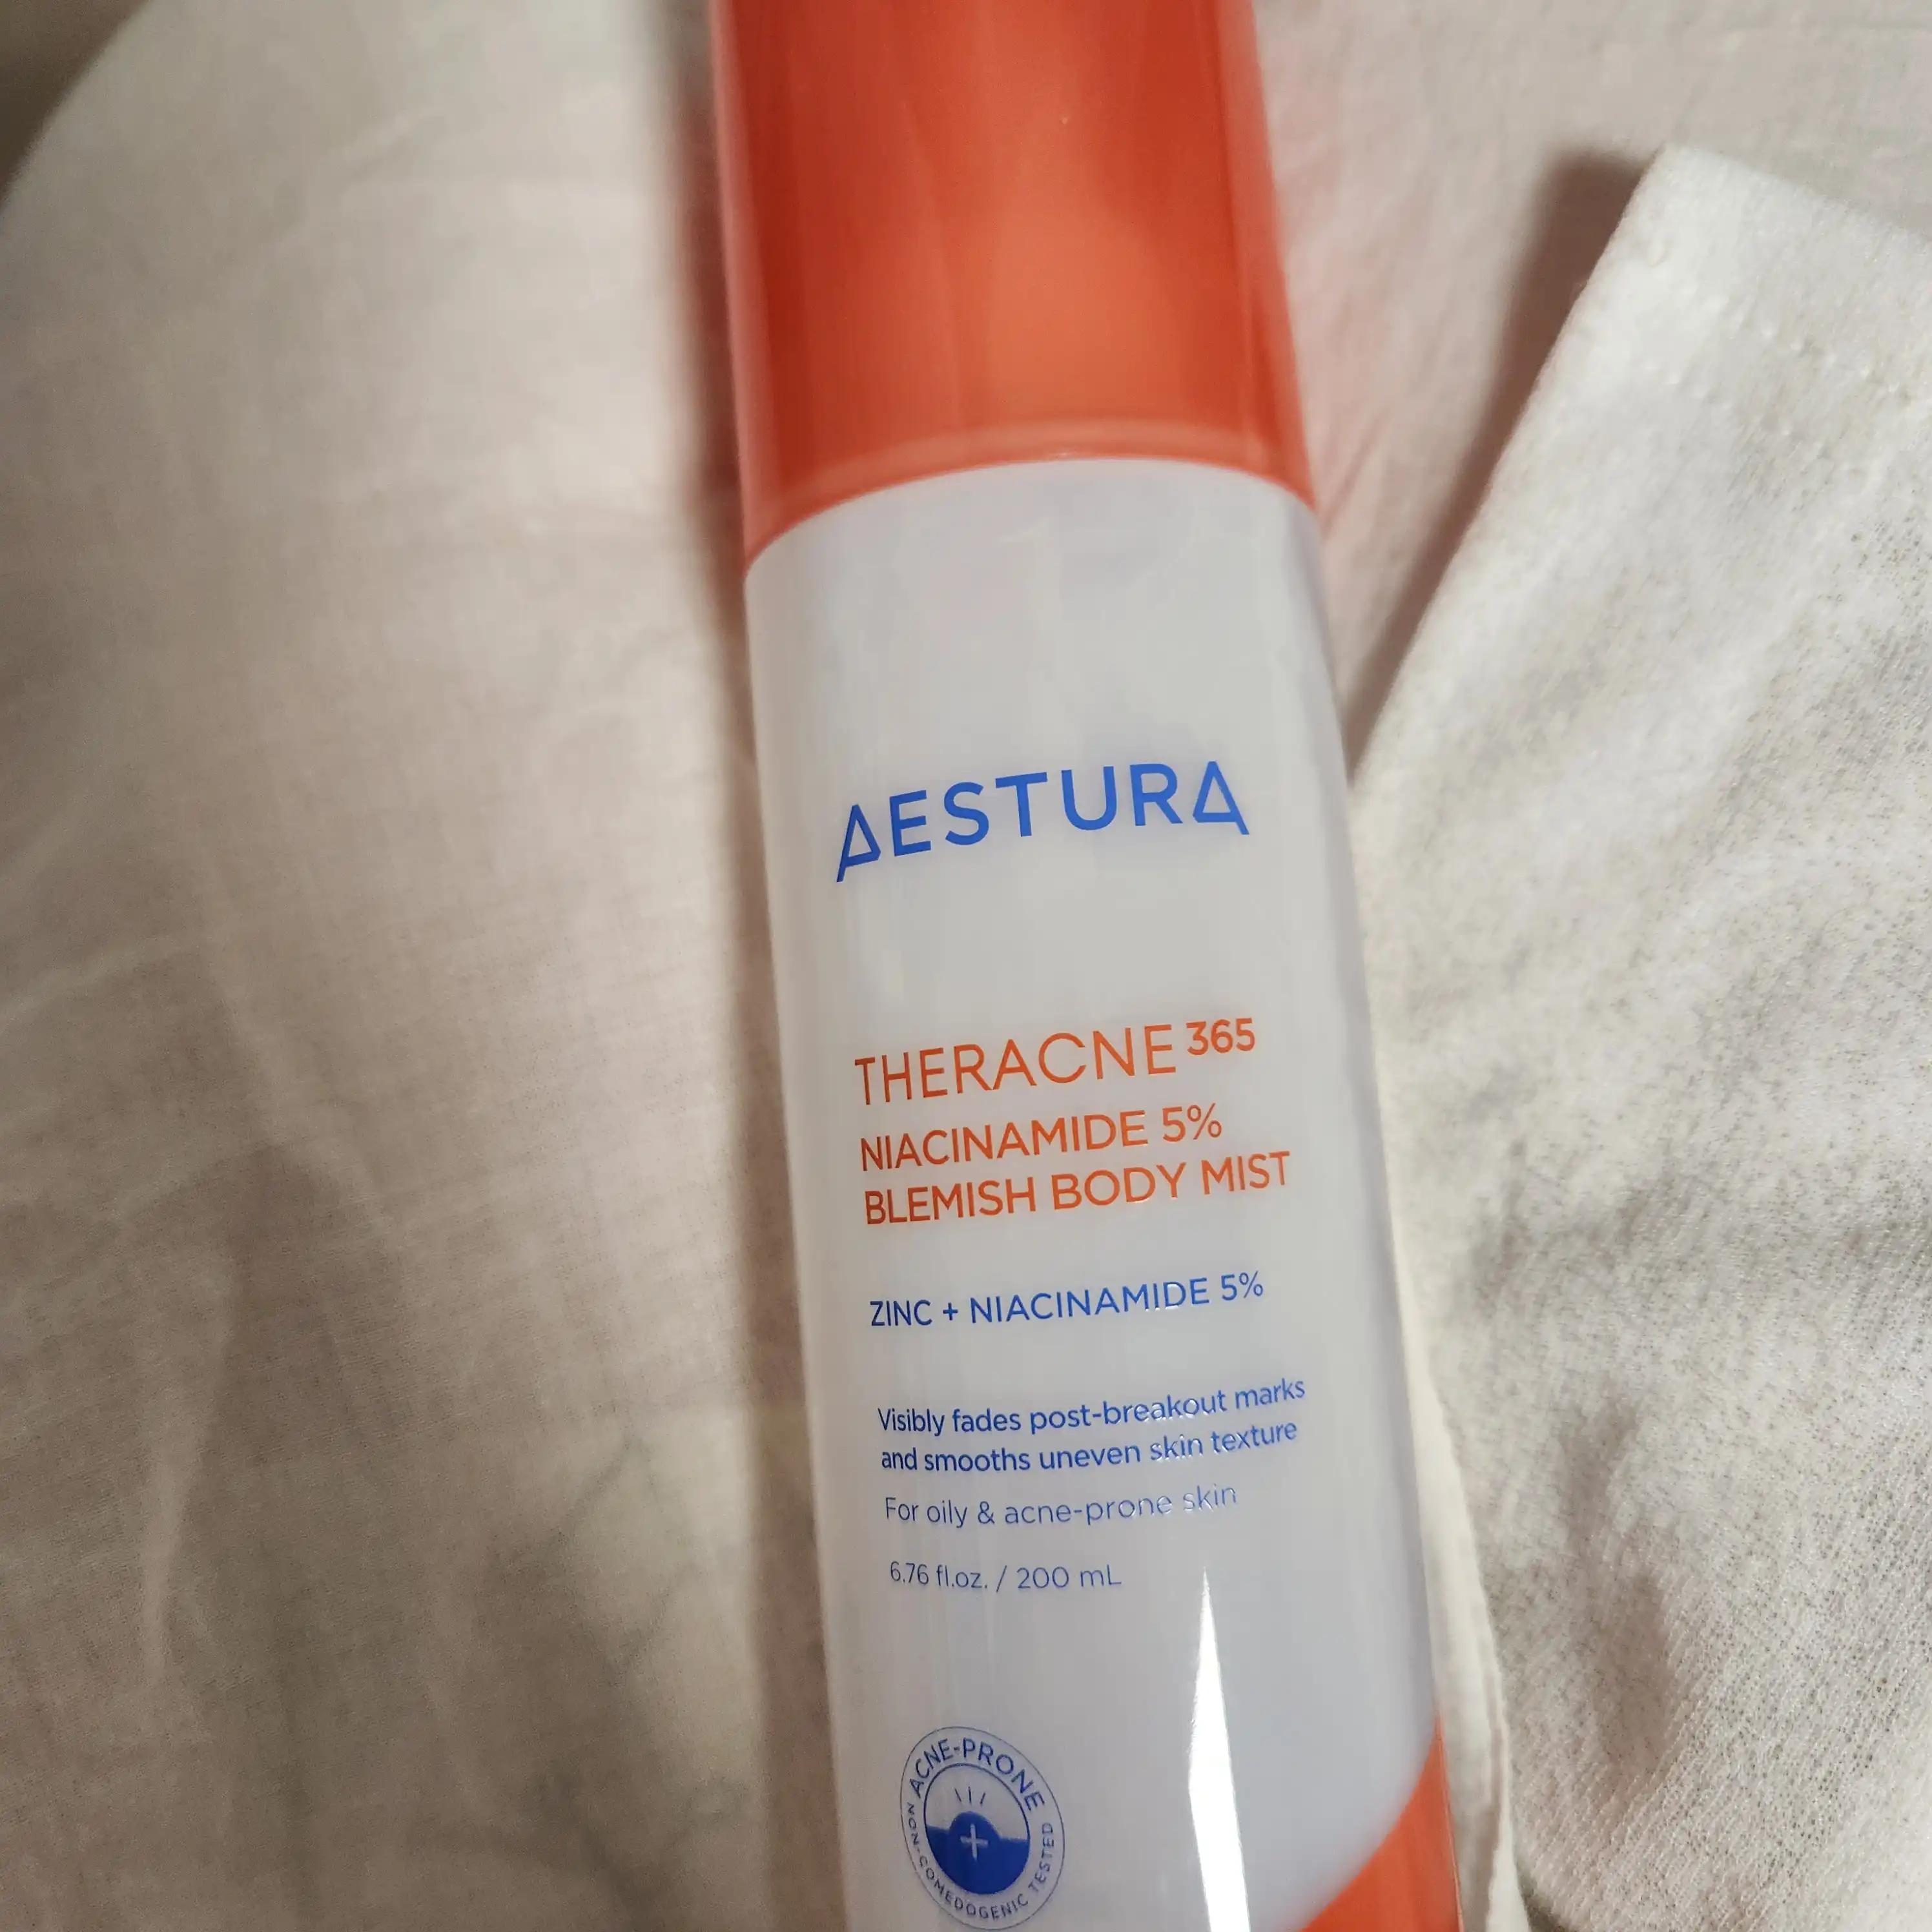 AESTURA
THERACNE 365
NIACINAMIDE 5%
BLEMISH BODY MIST
ZINC + NIACINAMIDE 5%
Visibly fades post-breakout marks
and smooths uneven skin texture
For oily & acne-prone skin
6.76 fl.oz. / 200 mL
ACNE-PRONE
NON-COMEDOGENIC TESTED